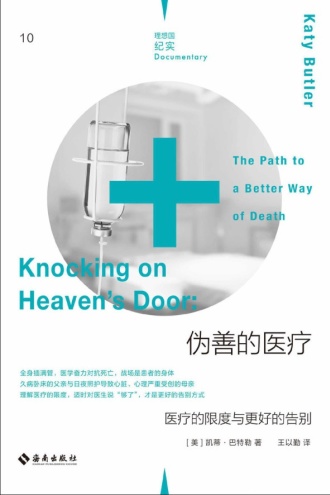 10
理想国
纪实
Documentary
Katy Butler
The Path to
a Better Way
of Death
Knocking on
Heaven's Door:
伪善的医疗
全身插满管，医学奋力对抗死亡，战场是患者的身体
久病卧床的父亲与日夜照护导致心脏、心理严重受创的母亲
理解医疗的限度，适时对医生说“够了”，才是更好的告别方式
医疗的限度与更好的告别
［美］凯蒂·巴特勒 著 王以勤 译
海南出版社